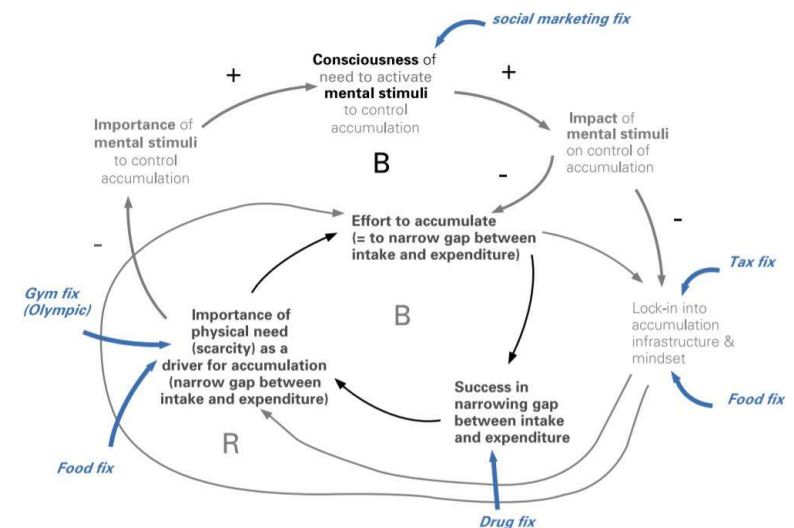 social marketing fix
Consciousness of
need to activate
mental stimuli
to control
accumulation
+
+
Importance of
mental stimuli
to control
accumulation
Impact of
mental stimuli
on control of
accumulation
B
-
-
-
Effort to accumulate
(= to narrow gap between
intake and expenditure)
Tax fix
Gym fix
(Olympic)
Importance of
physical need
(scarcity) as a
driver for accumulation
(narrow gap between
intake and expenditure)
B
Lock-in into
accumulation
infrastructure &
mindset
Success in
narrowing gap
between intake
and expenditure
Food fix
R
Food fix
Drug fix